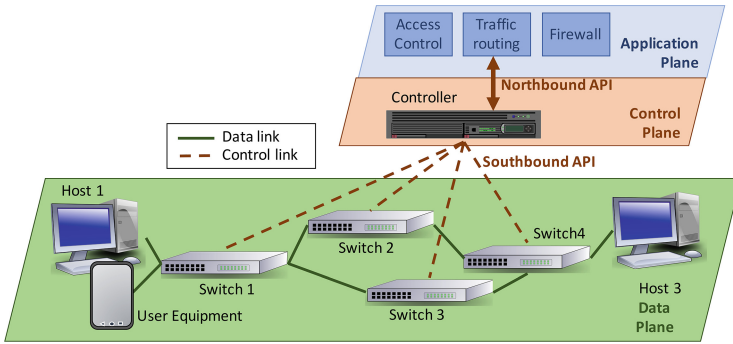 Access
Control
Traffic
routing
Firewall
Application
Plane
Northbound API
Controller
Control
Plane
Data link
Control link
Southbound API
Host 1
Switch 2
Switch4
Switch 1
Host 3
User Equipment
Switch 3
Data
Plane